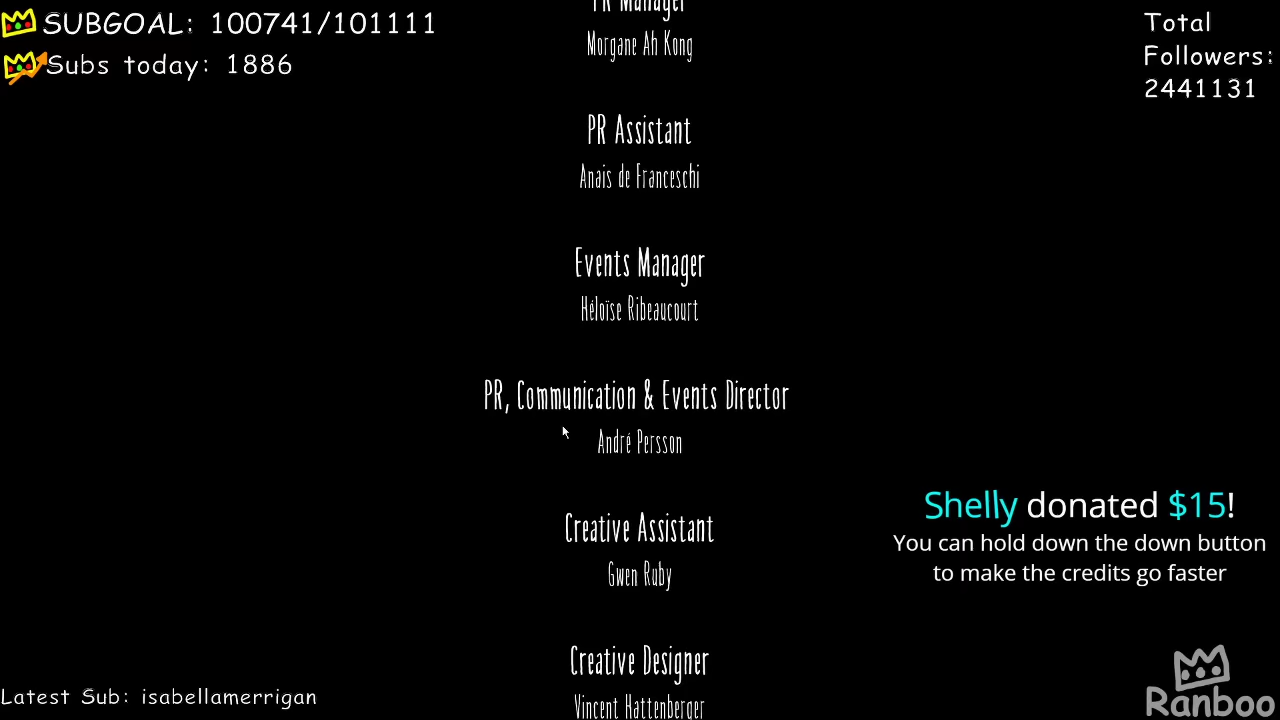 SUBGOAL: 100741/101111
Subs today: 1886
Total
Followers:
2441131
PR Manager
Morgane Ah Kong
PR Assistant
Anais de Franceschi
Events Manager
Héloïse Ribeaucourt
PR, Communication & Events Director
André Persson
Creative Assistant
Gwen Ruby
Creative Designer
Vincent Hattenberger
Shelly donated $15!
You can hold down the down button
to make the credits go faster
Latest Sub: isabellamerrigan
Ranboo